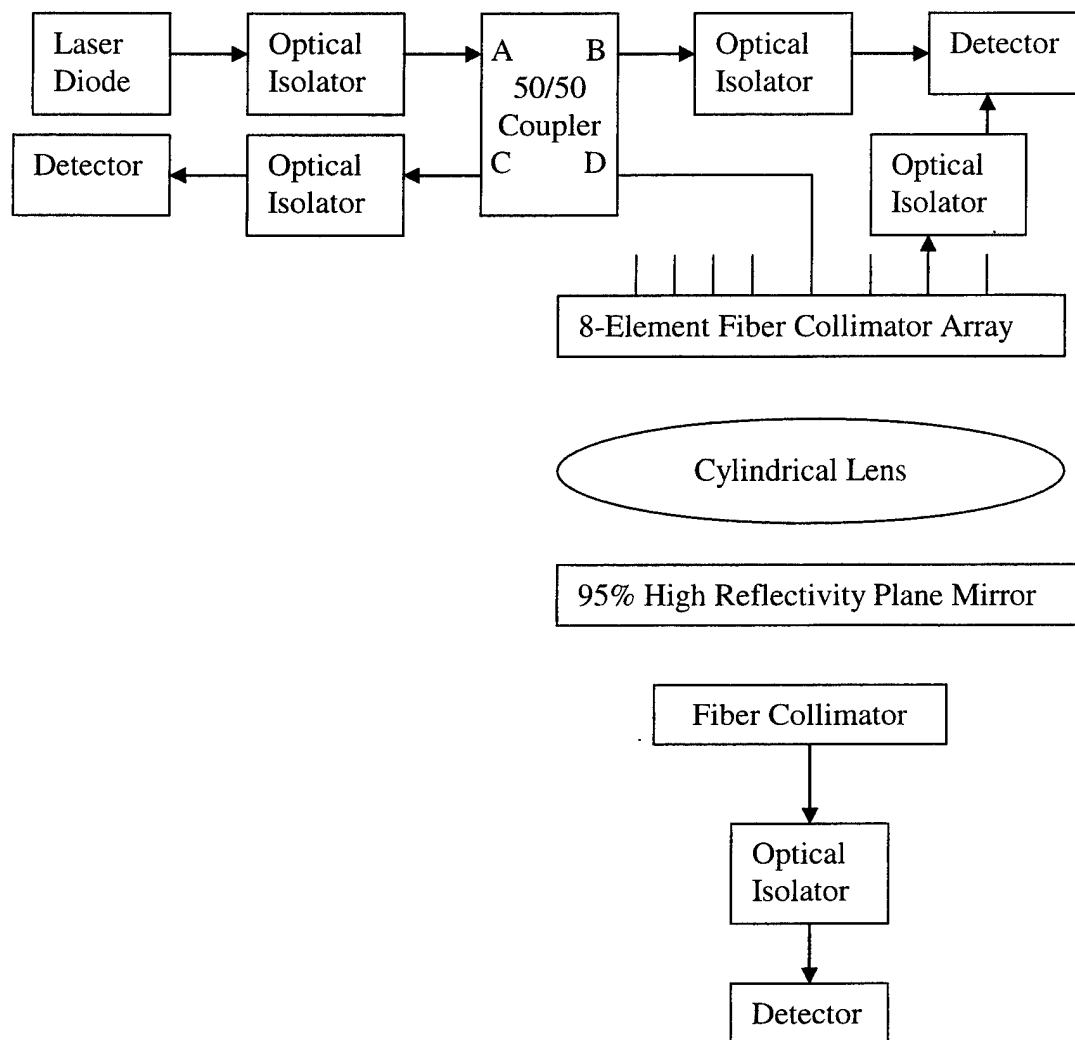 Laser
Diode
Optical
Isolator
A
B
50/50
Coupler
C
D
Optical
Isolator
Detector
Detector
Optical
Isolator
Optical
Isolator
8-Element Fiber Collimator Array
Cylindrical Lens
95% High Reflectivity Plane Mirror
Fiber Collimator
Optical
Isolator
Detector